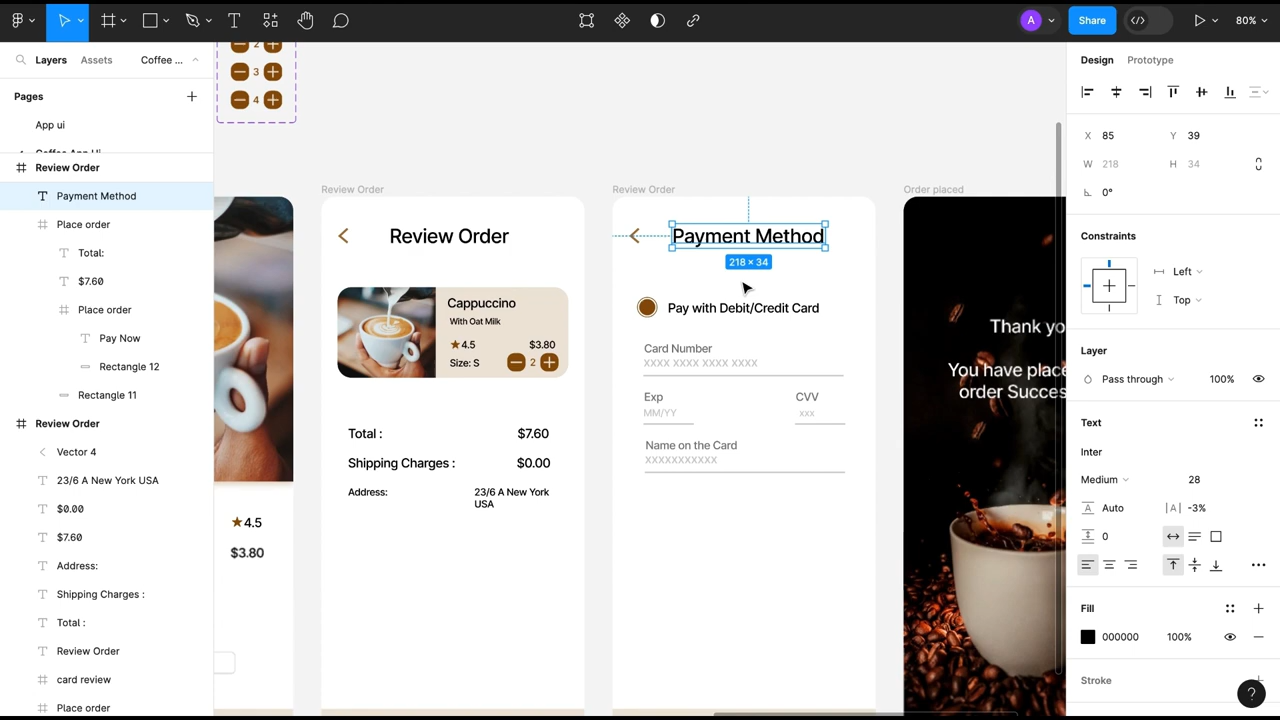 A
Share
80%
Layers
Assets
Coffee ...
Pages
App ui
Review Order
Payment Method
Place order
Total:
$7.60
Place order
Pay Now
Rectangle 12
Rectangle 11
Review Order
Vector 4
23/6 A New York USA
$0.00
$7.60
Address:
Shipping Charges :
Total :
Review Order
card review
Place order
2
3
4
4.5
$3.80
Review Order
Review Order
Cappuccino
With Oat Milk
4.5
$3.80
Size: S
2
Total :
$7.60
Shipping Charges :
$0.00
Address:
23/6 A New York
USA
Review Order
Payment Method
218 × 34
Pay with Debit/Credit Card
Card Number
XXXX XXXX XXXX XXXX
Exp
CVV
MM/YY
xxx
Name on the Card
XXXXXXXXXXX
Order placed
Thank yo
You have place
order Succes
Design
Prototype
X 85
Y 39
W 218
H 34
0°
Constraints
Left
Top
Layer
Pass through
100%
Text
Inter
Medium
28
A Auto
|A| -3%
0
Fill
000000
100%
Stroke
?